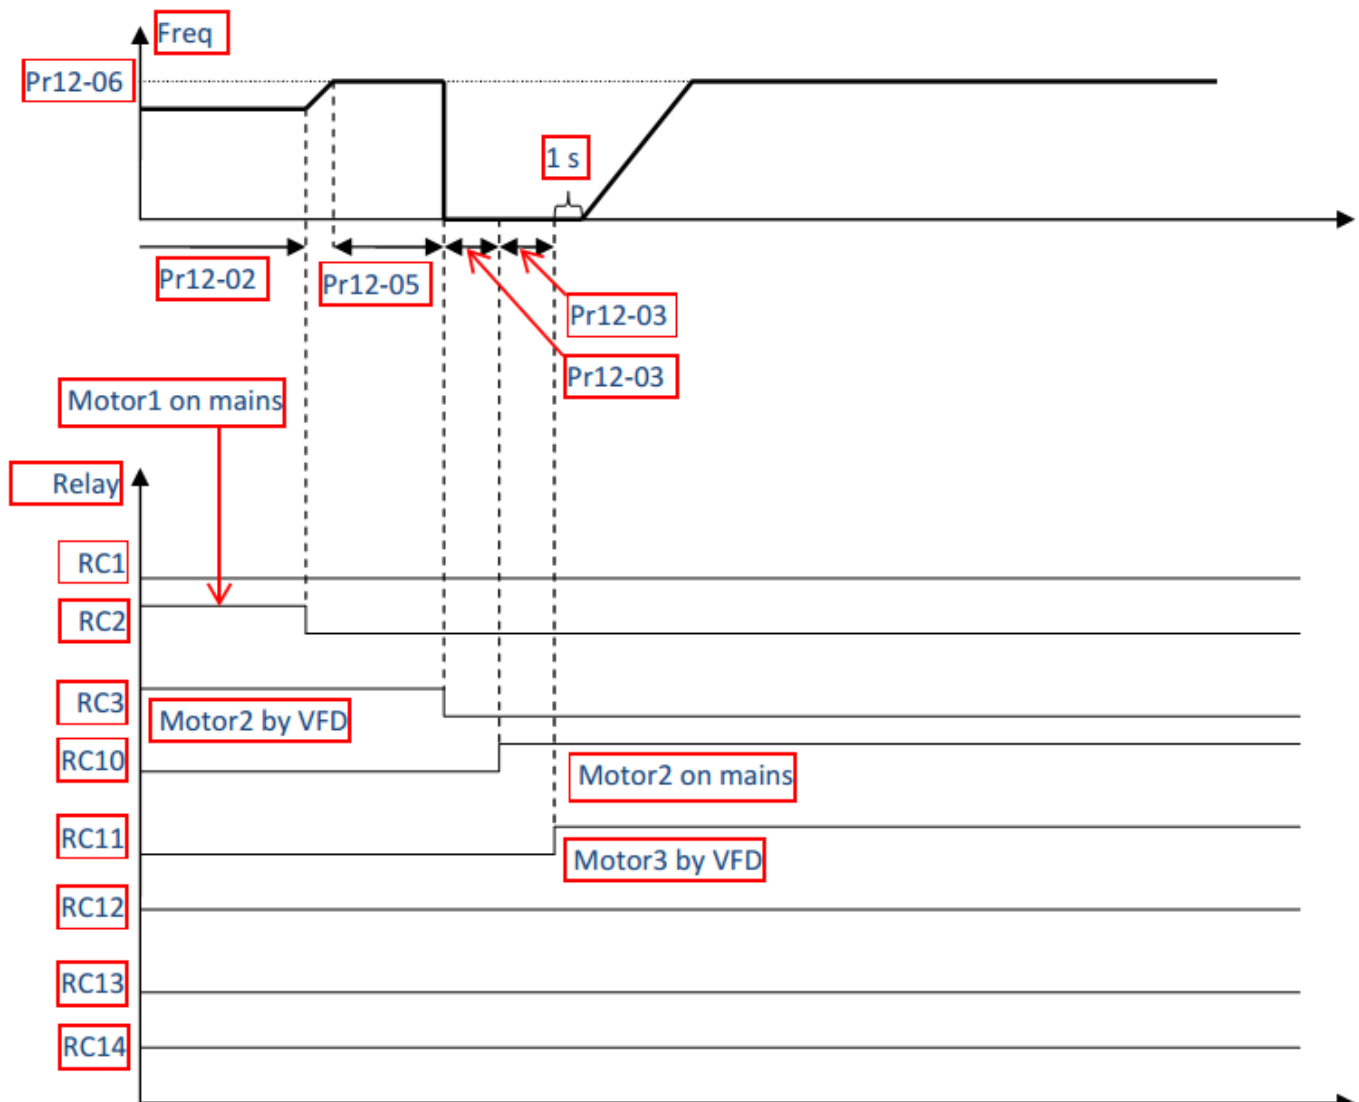 Freq
Pr12-06
1 s
Pr12-02
Pr12-05
Pr12-03
Pr12-03
Motor1 on mains
Relay
RC1
RC2
RC3
Motor2 by VFD
RC10
Motor2 on mains
RC11
Motor3 by VFD
RC12
RC13
RC14